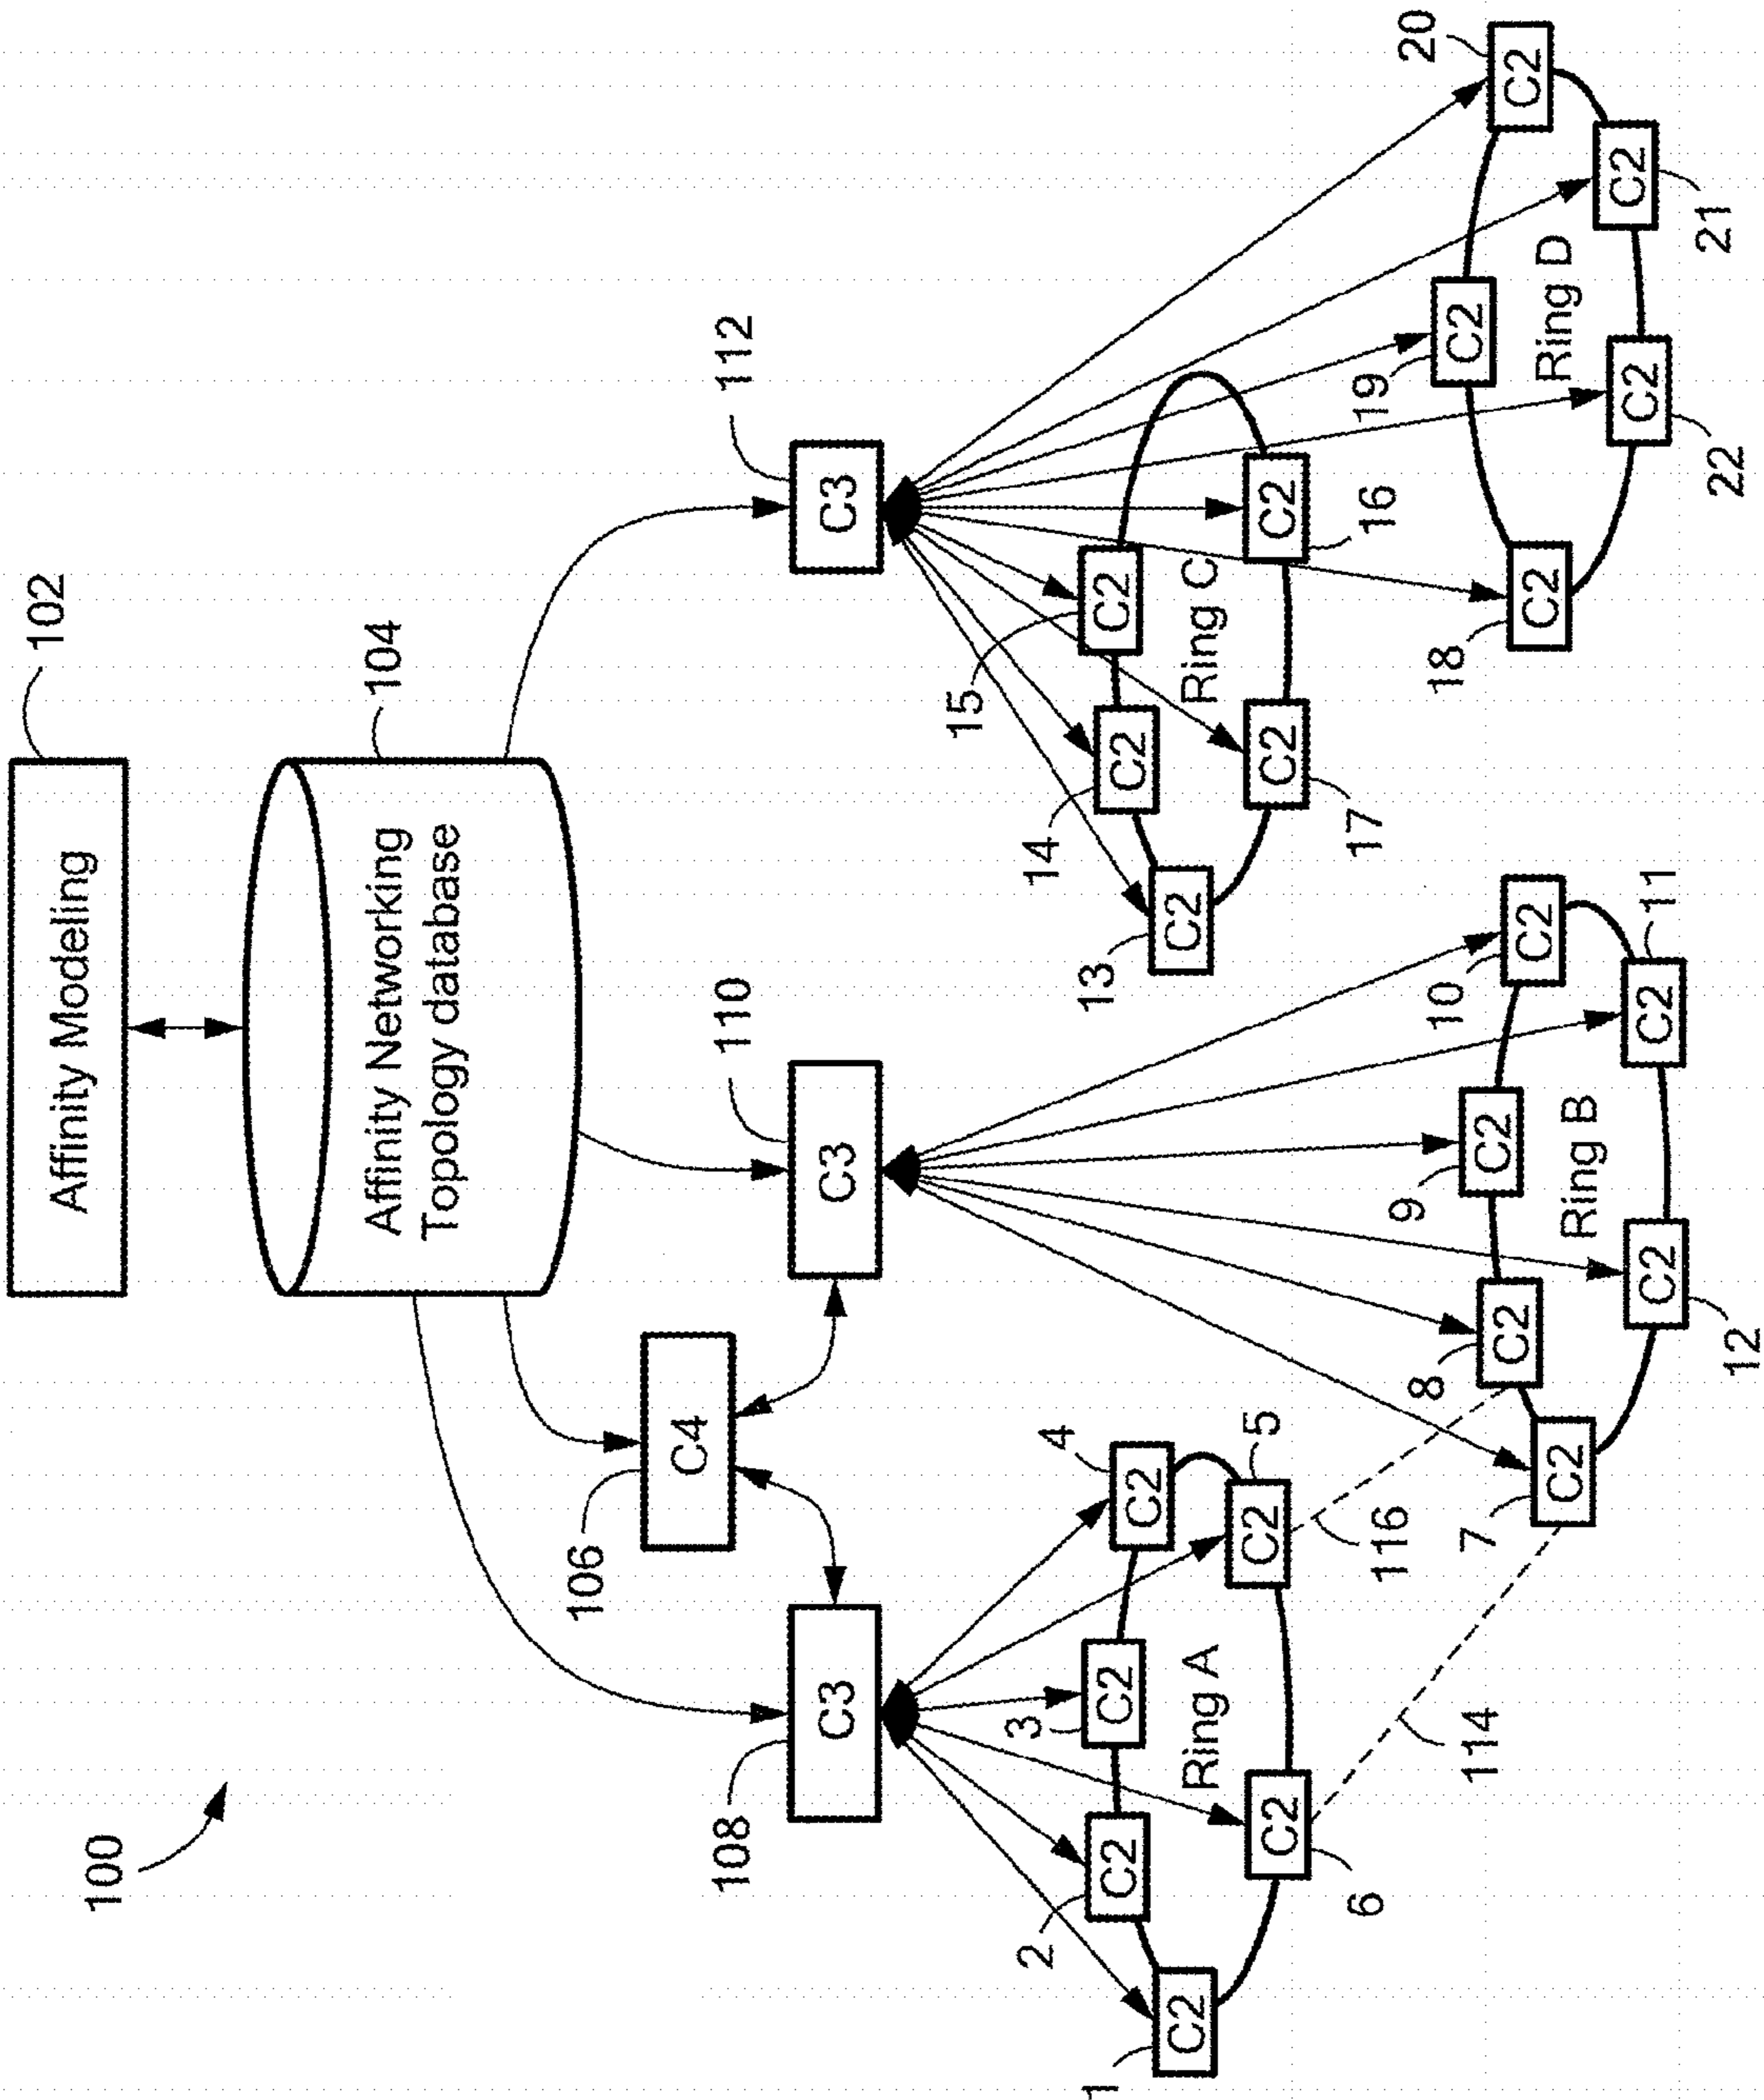 100
Affinity Modeling
102
Affinity Networking
Topology database
104
106
C4
108
C3
110
C3
112
C3
1
C2
2
C2
3
C2
4
C2
5
C2
6
C2
Ring A
114
116
7
C2
8
C2
9
C2
10
C2
11
C2
12
C2
Ring B
13
C2
14
C2
15
C2
16
C2
17
C2
Ring C
18
C2
19
C2
20
C2
21
C2
22
C2
Ring D